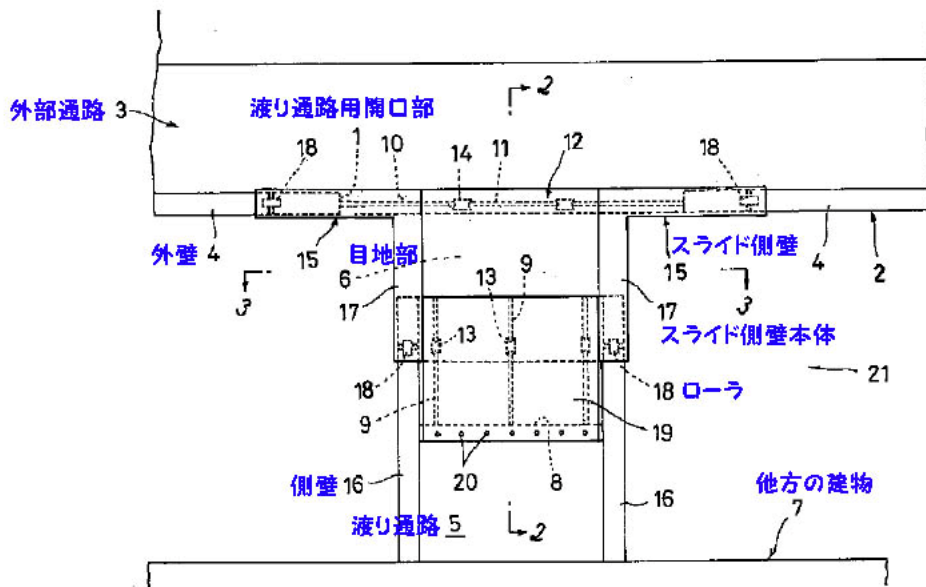 2
外部通路 3
渡り通路用開口部
18 1 10 14 11 12 18
4 4
外壁 15 目地部 スライド側壁 15 2
6 13 9
3 17 17 3
スライド側壁本体
13
18 18 ローラ 21
9 19
20 8
側壁 16 16 他方の建物
渡り通路 5 2 7